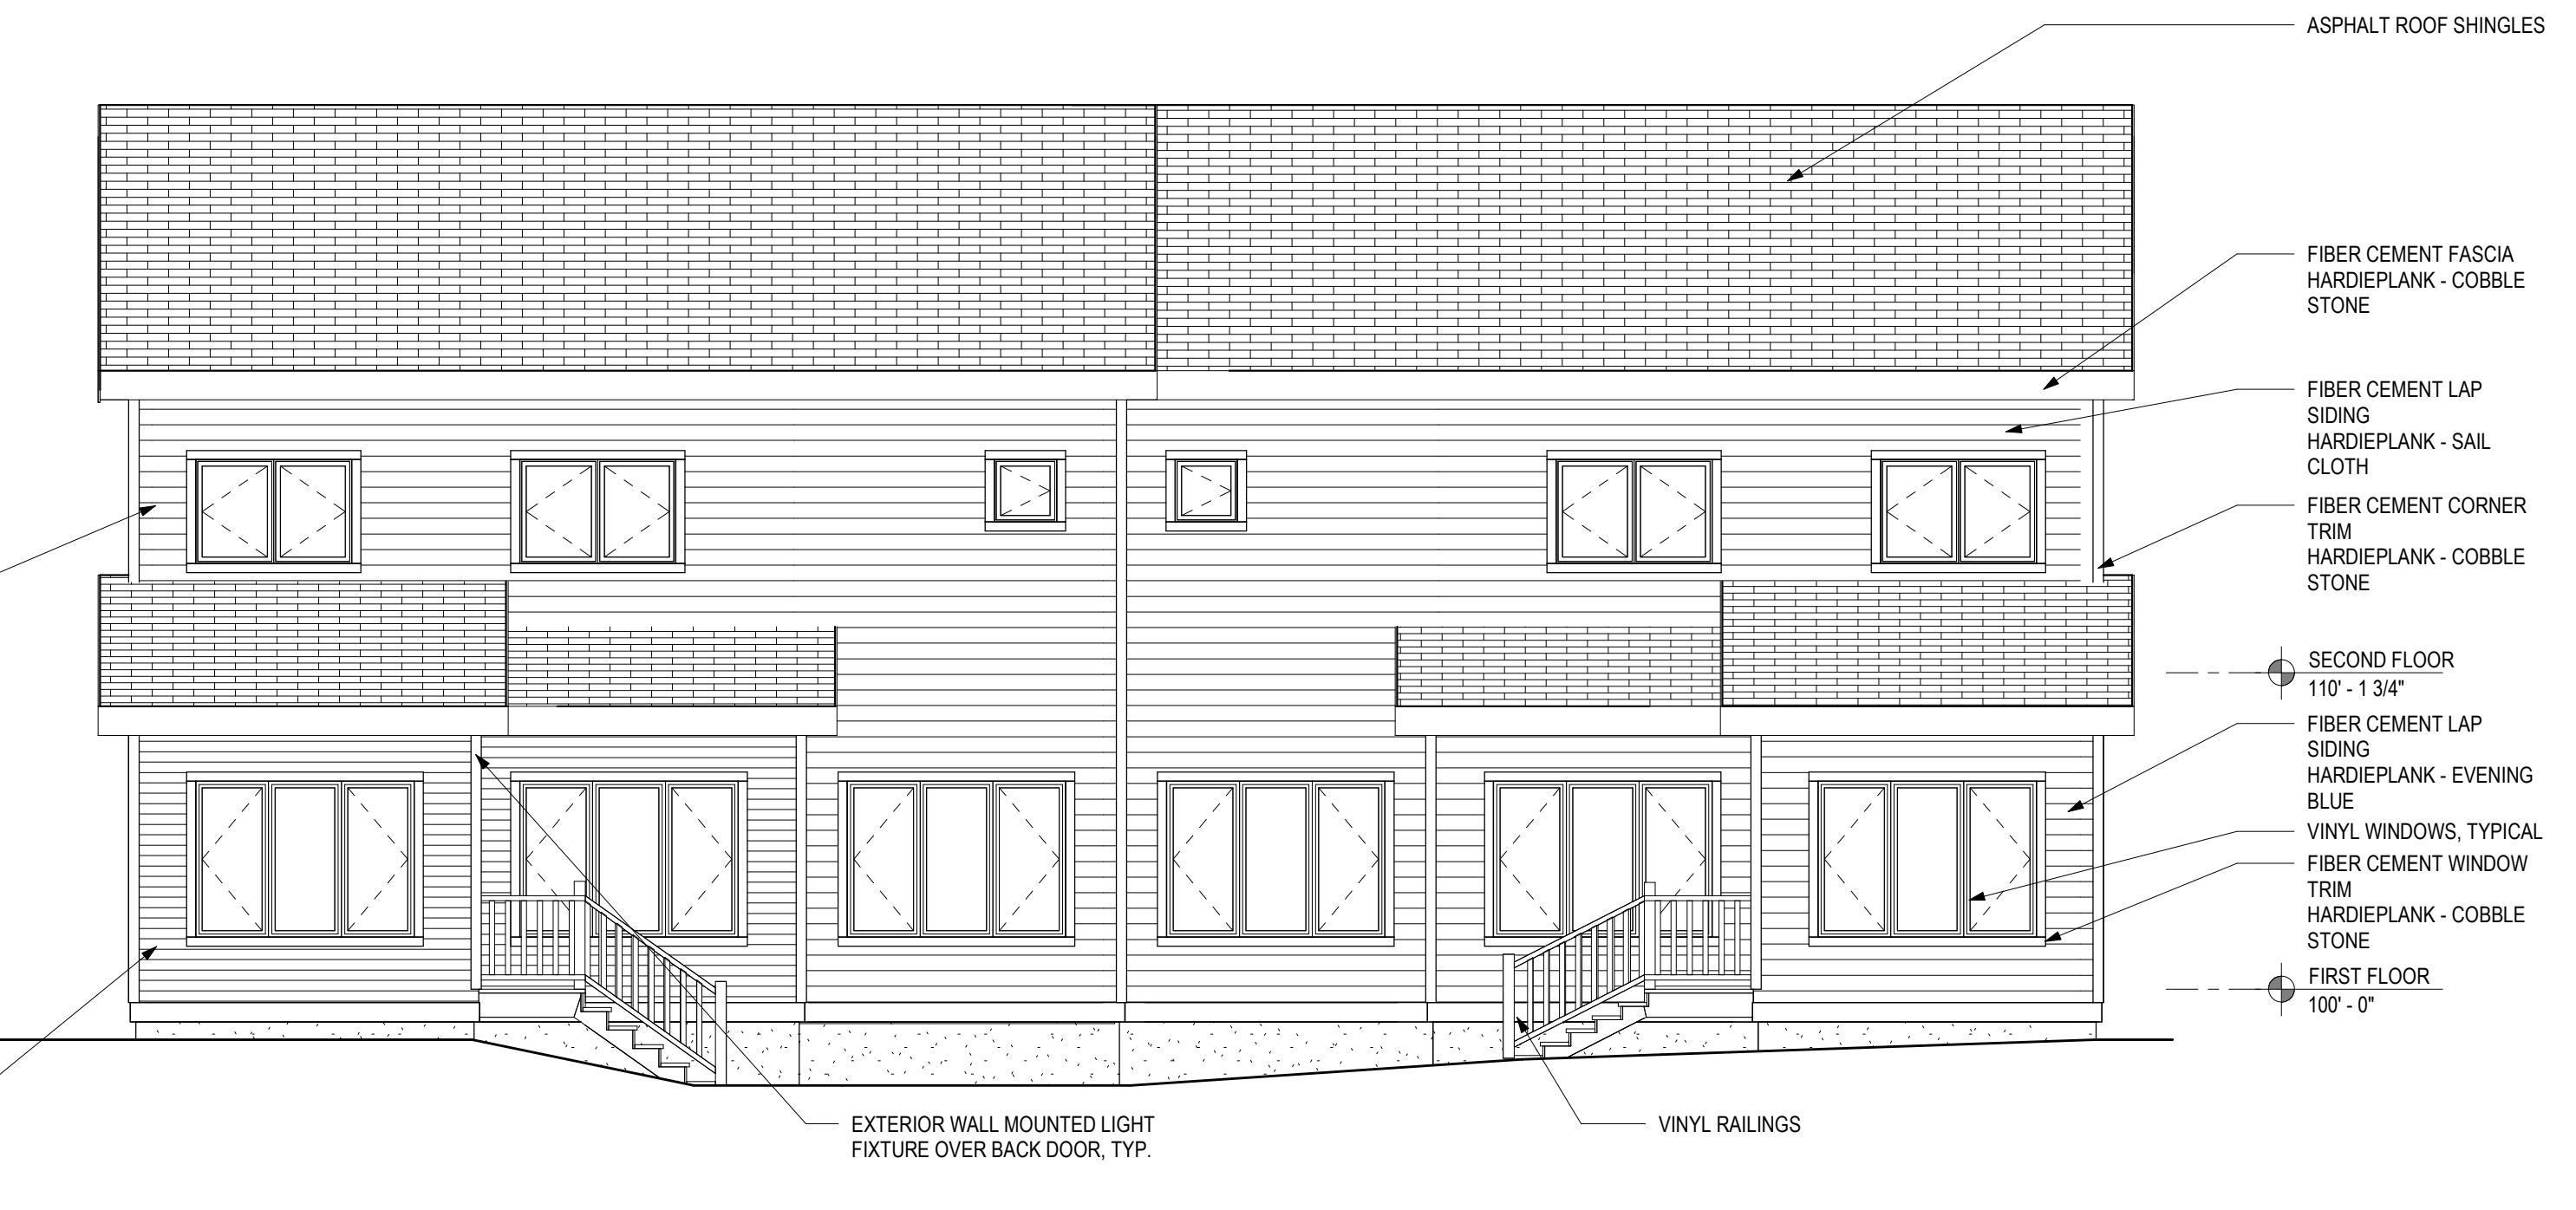 ASPHALT ROOF SHINGLES
FIBER CEMENT FASCIA
HARDIEPLANK - COBBLE
STONE
FIBER CEMENT LAP
SIDING
HARDIEPLANK - SAIL
CLOTH
FIBER CEMENT CORNER
TRIM
HARDIEPLANK - COBBLE
STONE
SECOND FLOOR
110' - 1 3/4"
FIBER CEMENT LAP
SIDING
HARDIEPLANK - EVENING
BLUE
VINYL WINDOWS, TYPICAL
FIBER CEMENT WINDOW
TRIM
HARDIEPLANK - COBBLE
STONE
FIRST FLOOR
100' - 0"
EXTERIOR WALL MOUNTED LIGHT
FIXTURE OVER BACK DOOR, TYP.
VINYL RAILINGS